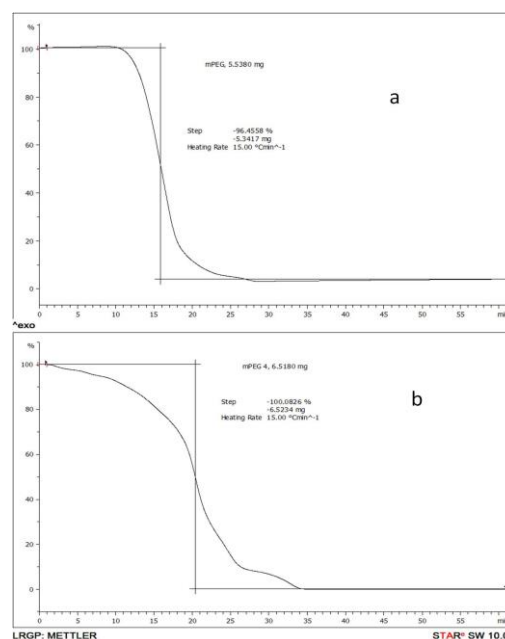 %
100
80
60
40
20
0
mPEG, 5.5380 mg
a
Step -96.4558 %
-5.3417 mg
Heating Rate 15.00 °Cmin^-1
0 5 10 15 20 25 30 35 40 45 50 55 mi
^exo
%
100
80
60
40
20
0
mPEG 4, 6.5180 mg
b
Step -100.0826 %
-6.5234 mg
Heating Rate 15.00 °Cmin^-1
0 5 10 15 20 25 30 35 40 45 50 55 mi
LRGP: METTLER STARe SW 10.0